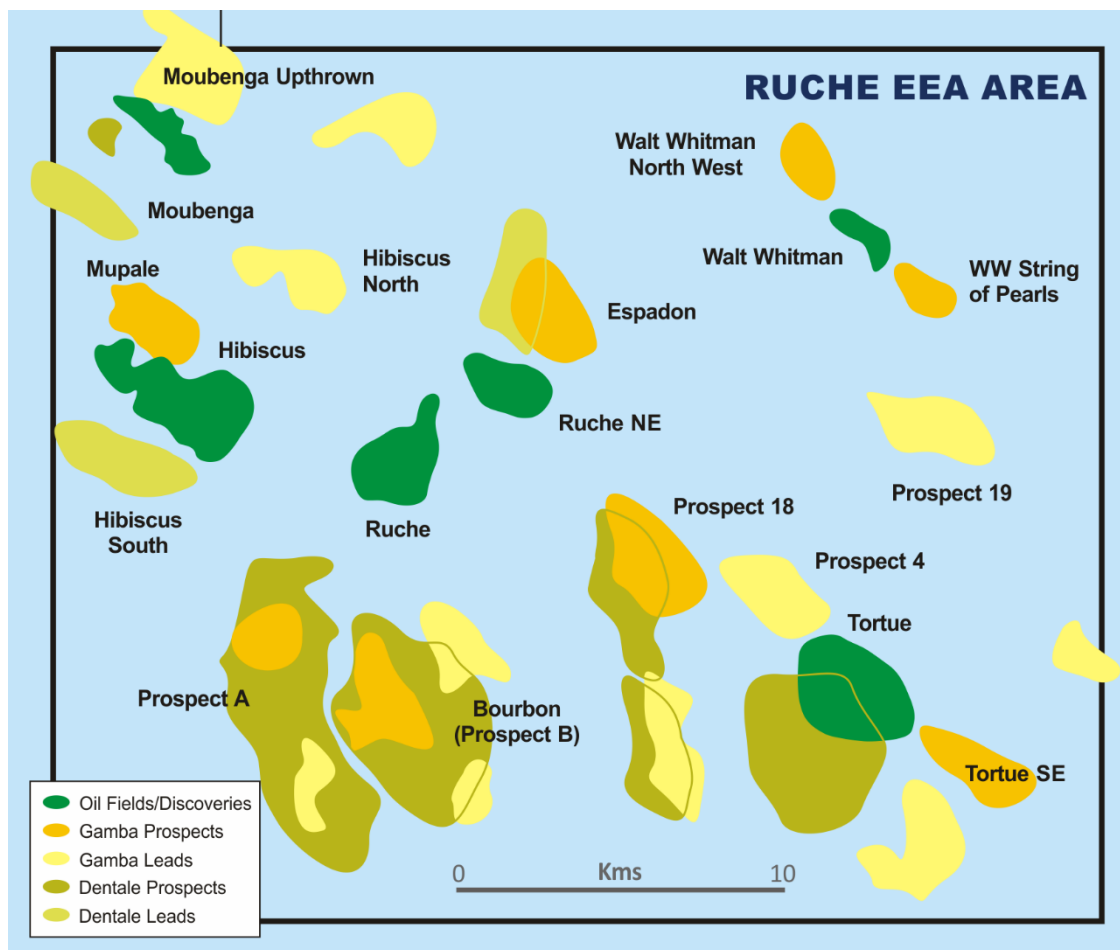 Moubenga Upthrown
RUCHE EEA AREA
Walt Whitman
North West
Moubenga
Walt Whitman
WW String
of Pearls
Hibiscus
North
Mupale
Espadon
Hibiscus
Ruche NE
Prospect 19
Prospect 18
Hibiscus
South
Ruche
Prospect 4
Tortue
Prospect A
Bourbon
(Prospect B)
Tortue SE
Oil Fields/Discoveries
Gamba Prospects
Gamba Leads
Dentale Prospects
Dentale Leads
0 Kms 10